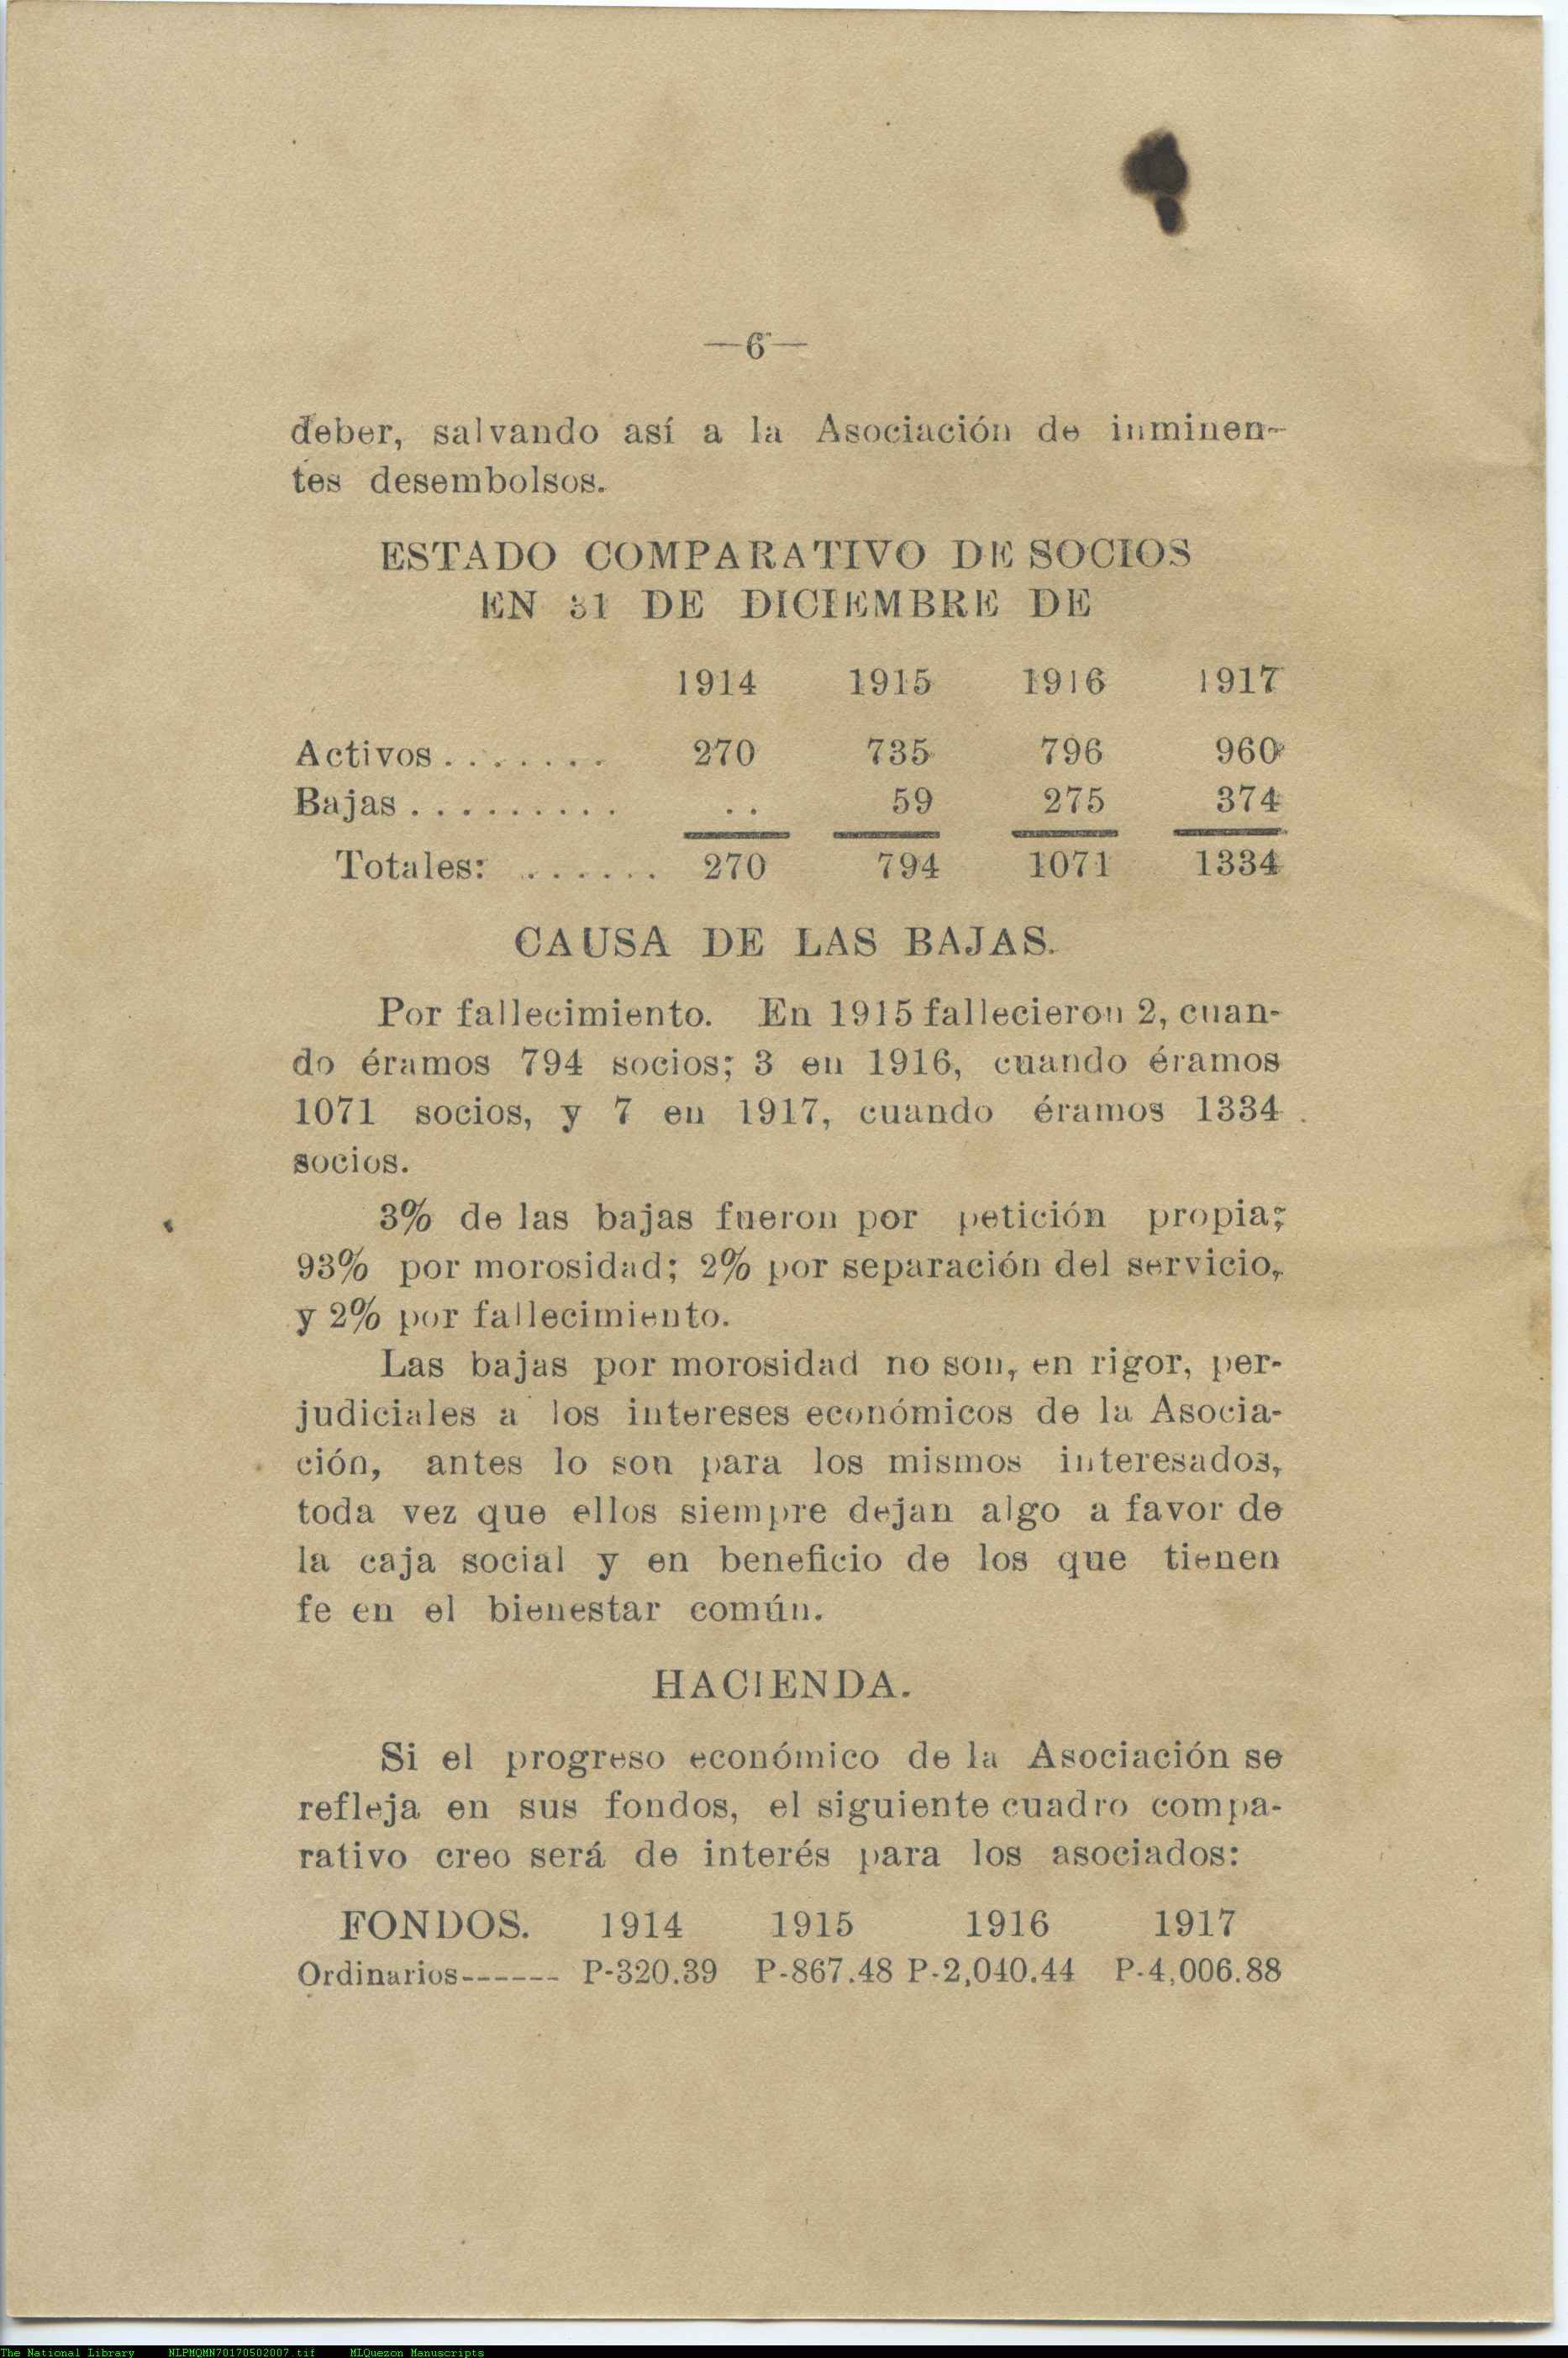 —6—
deber, salvando así a la Asociación de inminen-
tes desembolsos.
ESTADO COMPARATIVO DE SOCIOS
EN 31 DE DICIEMBRE DE
1914 1915 1916 1917
Activos....... 270 735 796 960
Bajas......... .. 59 275 374
Totales: ...... 270 794 1071 1334
CAUSA DE LAS BAJAS.
Por fallecimiento. En 1915 fallecieron 2, cuan-
do éramos 794 socios; 3 en 1916, cuando éramos
1071 socios, y 7 en 1917, cuando éramos 1334
socios.
3% de las bajas fueron por petición propia;
93% por morosidad; 2% por separación del servicio,
y 2% por fallecimiento.
Las bajas por morosidad no son, en rigor, per-
judiciales a los intereses económicos de la Asocia-
ción, antes lo son para los mismos interesados,
toda vez que ellos siempre dejan algo a favor de
la caja social y en beneficio de los que tienen
fe en el bienestar común.
HACIENDA.
Si el progreso económico de la Asociación se
refleja en sus fondos, el siguiente cuadro compa-
rativo creo será de interés para los asociados:
FONDOS. 1914 1915 1916 1917
Ordinarios------ P-320.39 P-867.48 P-2,040.44 P-4,006.88
The National Library NLPMQMN70170502007.tif MLQuezon Manuscripts